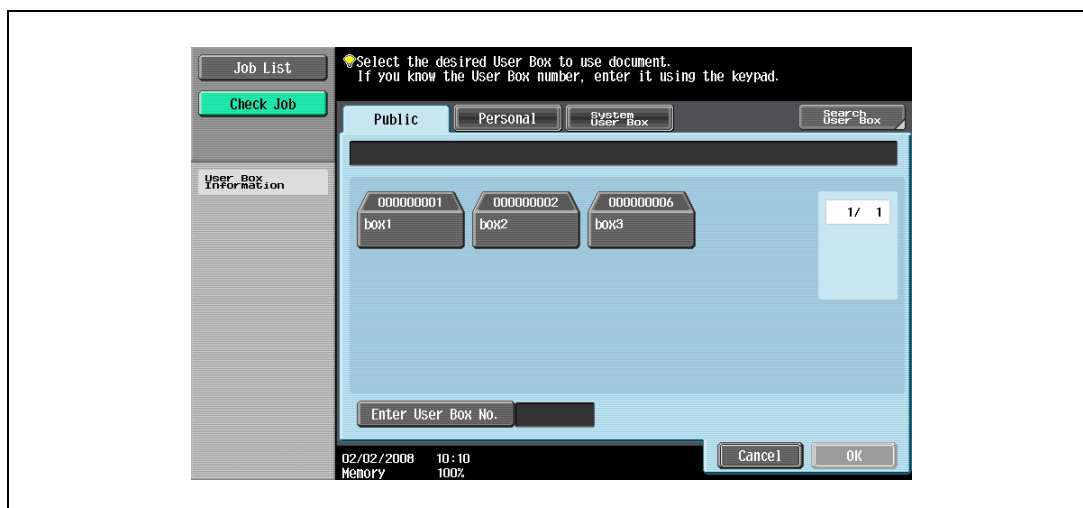 Job List
Check Job
User Box
Information
Select the desired User Box to use document.
If you know the User Box number, enter it using the keypad.
Public
Personal
System
User Box
Search
User Box
000000001
box1
000000002
box2
000000006
box3
1/ 1
Enter User Box No.
02/02/2008 10:10
Memory 100%
Cancel
OK